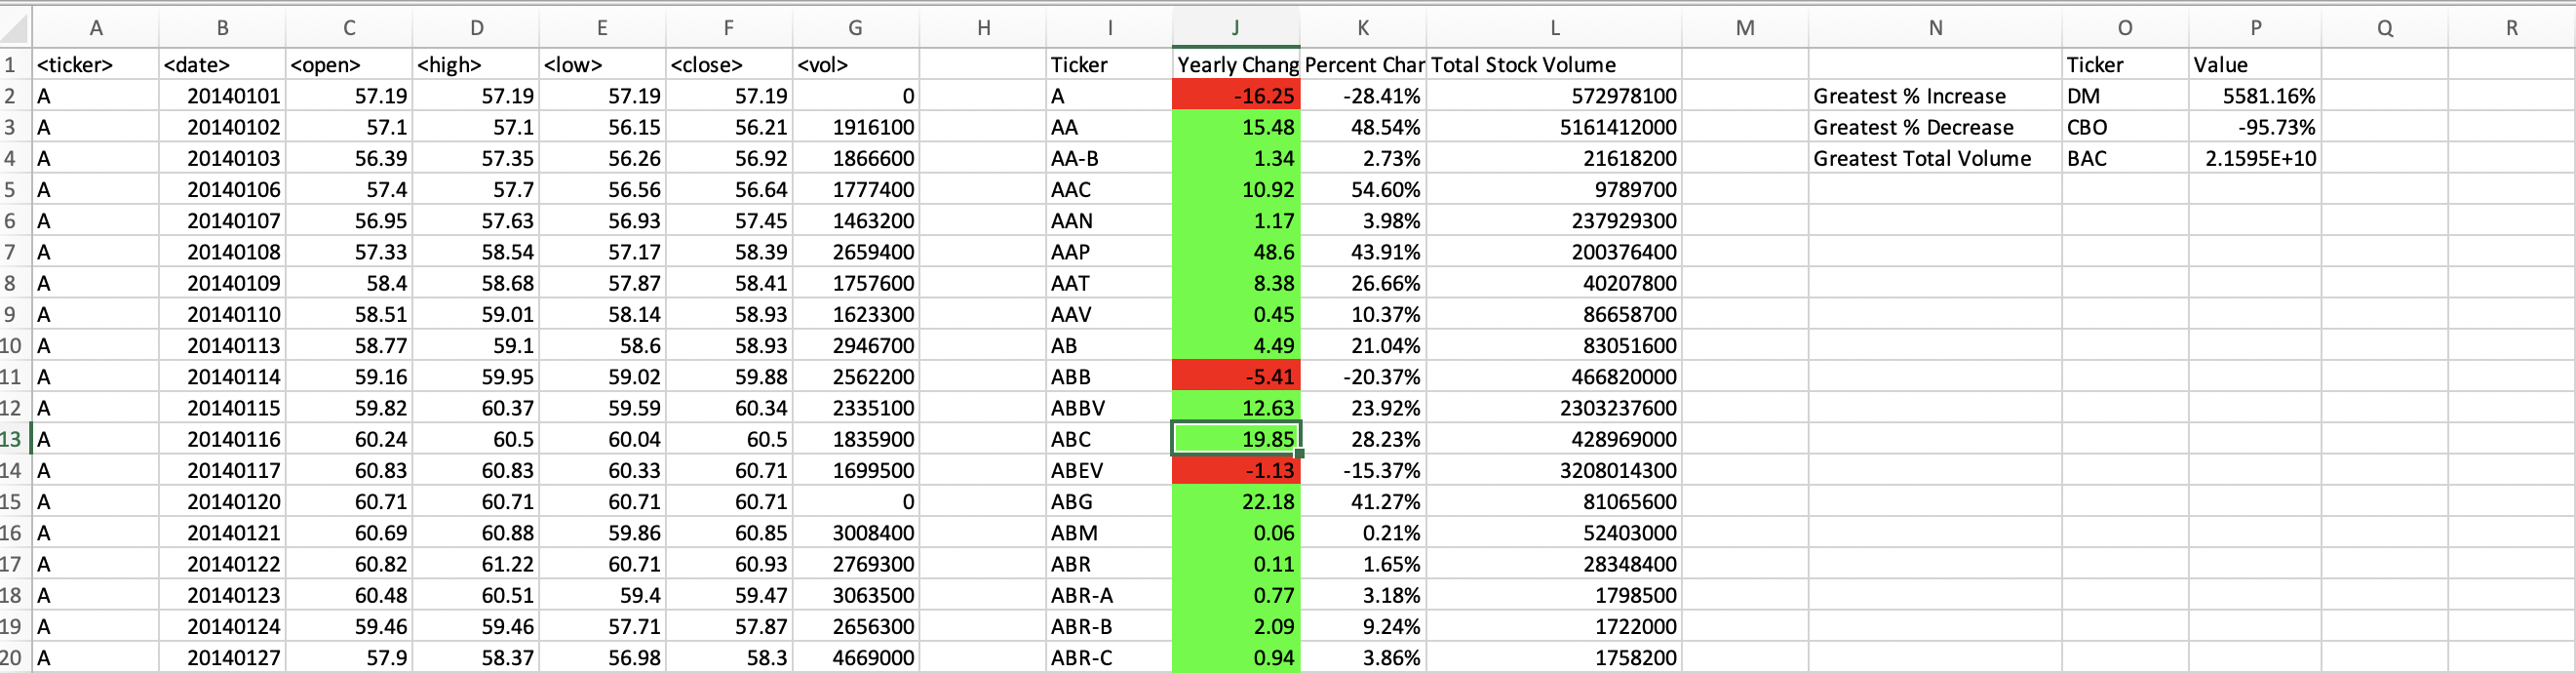 A B C D E F G H I J K L M N O P Q R
1 <ticker> <date> <open> <high> <low> <close> <vol> Ticker Yearly Chang Percent Char Total Stock Volume Ticker Value
2 A 20140101 57.19 57.19 57.19 57.19 0 A -16.25 -28.41% 572978100 Greatest % Increase DM 5581.16%
3 A 20140102 57.1 57.1 56.15 56.21 1916100 AA 15.48 48.54% 5161412000 Greatest % Decrease CBO -95.73%
4 A 20140103 56.39 57.35 56.26 56.92 1866600 AA-B 1.34 2.73% 21618200 Greatest Total Volume BAC 2.1595E+10
5 A 20140106 57.4 57.7 56.56 56.64 1777400 AAC 10.92 54.60% 9789700
6 A 20140107 56.95 57.63 56.93 57.45 1463200 AAN 1.17 3.98% 237929300
7 A 20140108 57.33 58.54 57.17 58.39 2659400 AAP 48.6 43.91% 200376400
8 A 20140109 58.4 58.68 57.87 58.41 1757600 AAT 8.38 26.66% 40207800
9 A 20140110 58.51 59.01 58.14 58.93 1623300 AAV 0.45 10.37% 86658700
10 A 20140113 58.77 59.1 58.6 58.93 2946700 AB 4.49 21.04% 83051600
11 A 20140114 59.16 59.95 59.02 59.88 2562200 ABB -5.41 -20.37% 466820000
12 A 20140115 59.82 60.37 59.59 60.34 2335100 ABBV 12.63 23.92% 2303237600
13 A 20140116 60.24 60.5 60.04 60.5 1835900 ABC 19.85 28.23% 428969000
14 A 20140117 60.83 60.83 60.33 60.71 1699500 ABEV -1.13 -15.37% 3208014300
15 A 20140120 60.71 60.71 60.71 60.71 0 ABG 22.18 41.27% 81065600
16 A 20140121 60.69 60.88 59.86 60.85 3008400 ABM 0.06 0.21% 52403000
17 A 20140122 60.82 61.22 60.71 60.93 2769300 ABR 0.11 1.65% 28348400
18 A 20140123 60.48 60.51 59.4 59.47 3063500 ABR-A 0.77 3.18% 1798500
19 A 20140124 59.46 59.46 57.71 57.87 2656300 ABR-B 2.09 9.24% 1722000
20 A 20140127 57.9 58.37 56.98 58.3 4669000 ABR-C 0.94 3.86% 1758200